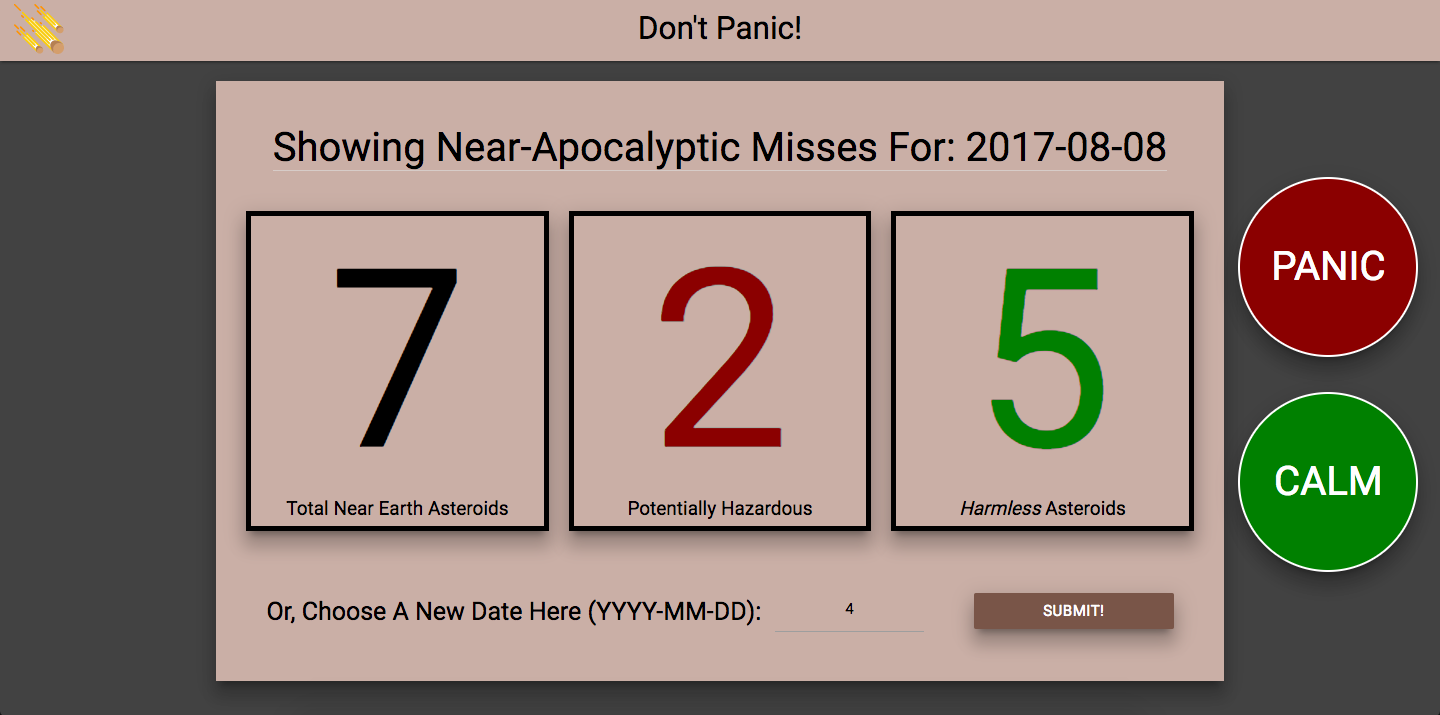 Don't Panic!
Showing Near-Apocalyptic Misses For: 2017-08-08
7
Total Near Earth Asteroids
2
Potentially Hazardous
5
Harmless Asteroids
PANIC
CALM
Or, Choose A New Date Here (YYYY-MM-DD): 4
SUBMIT!